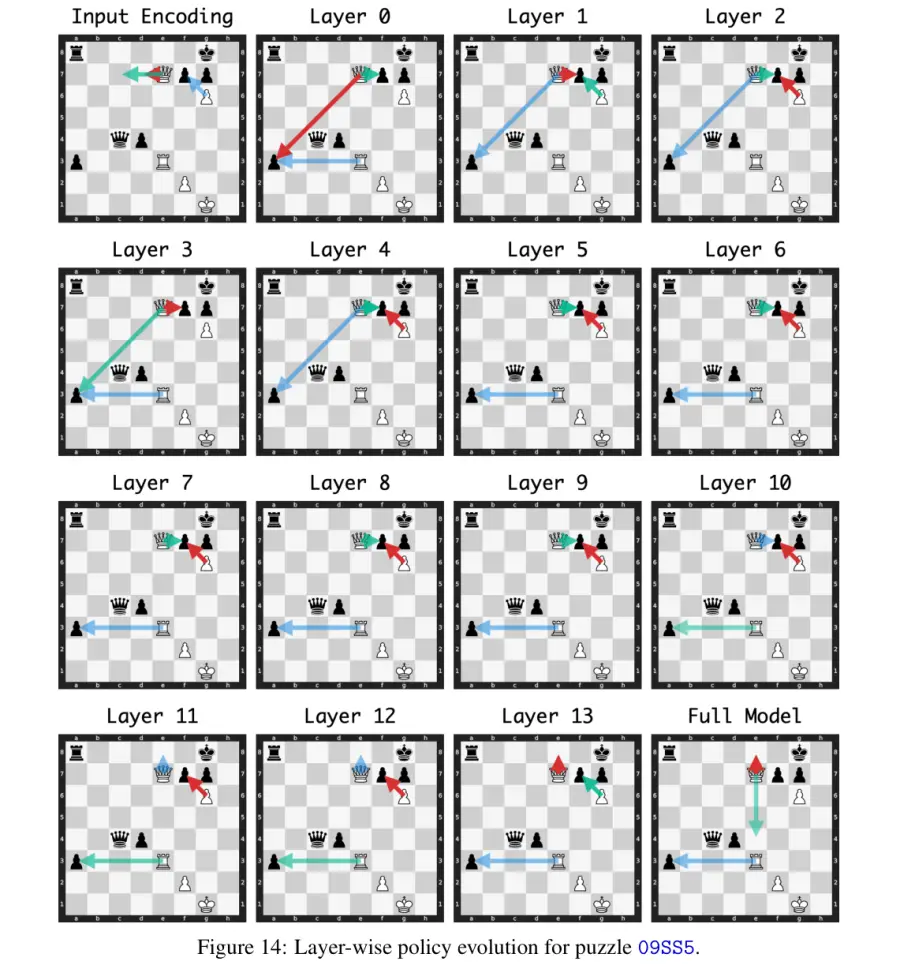 Input Encoding Layer 0 Layer 1 Layer 2
Layer 3 Layer 4 Layer 5 Layer 6
Layer 7 Layer 8 Layer 9 Layer 10
Layer 11 Layer 12 Layer 13 Full Model
Figure 14: Layer-wise policy evolution for puzzle 09SS5.